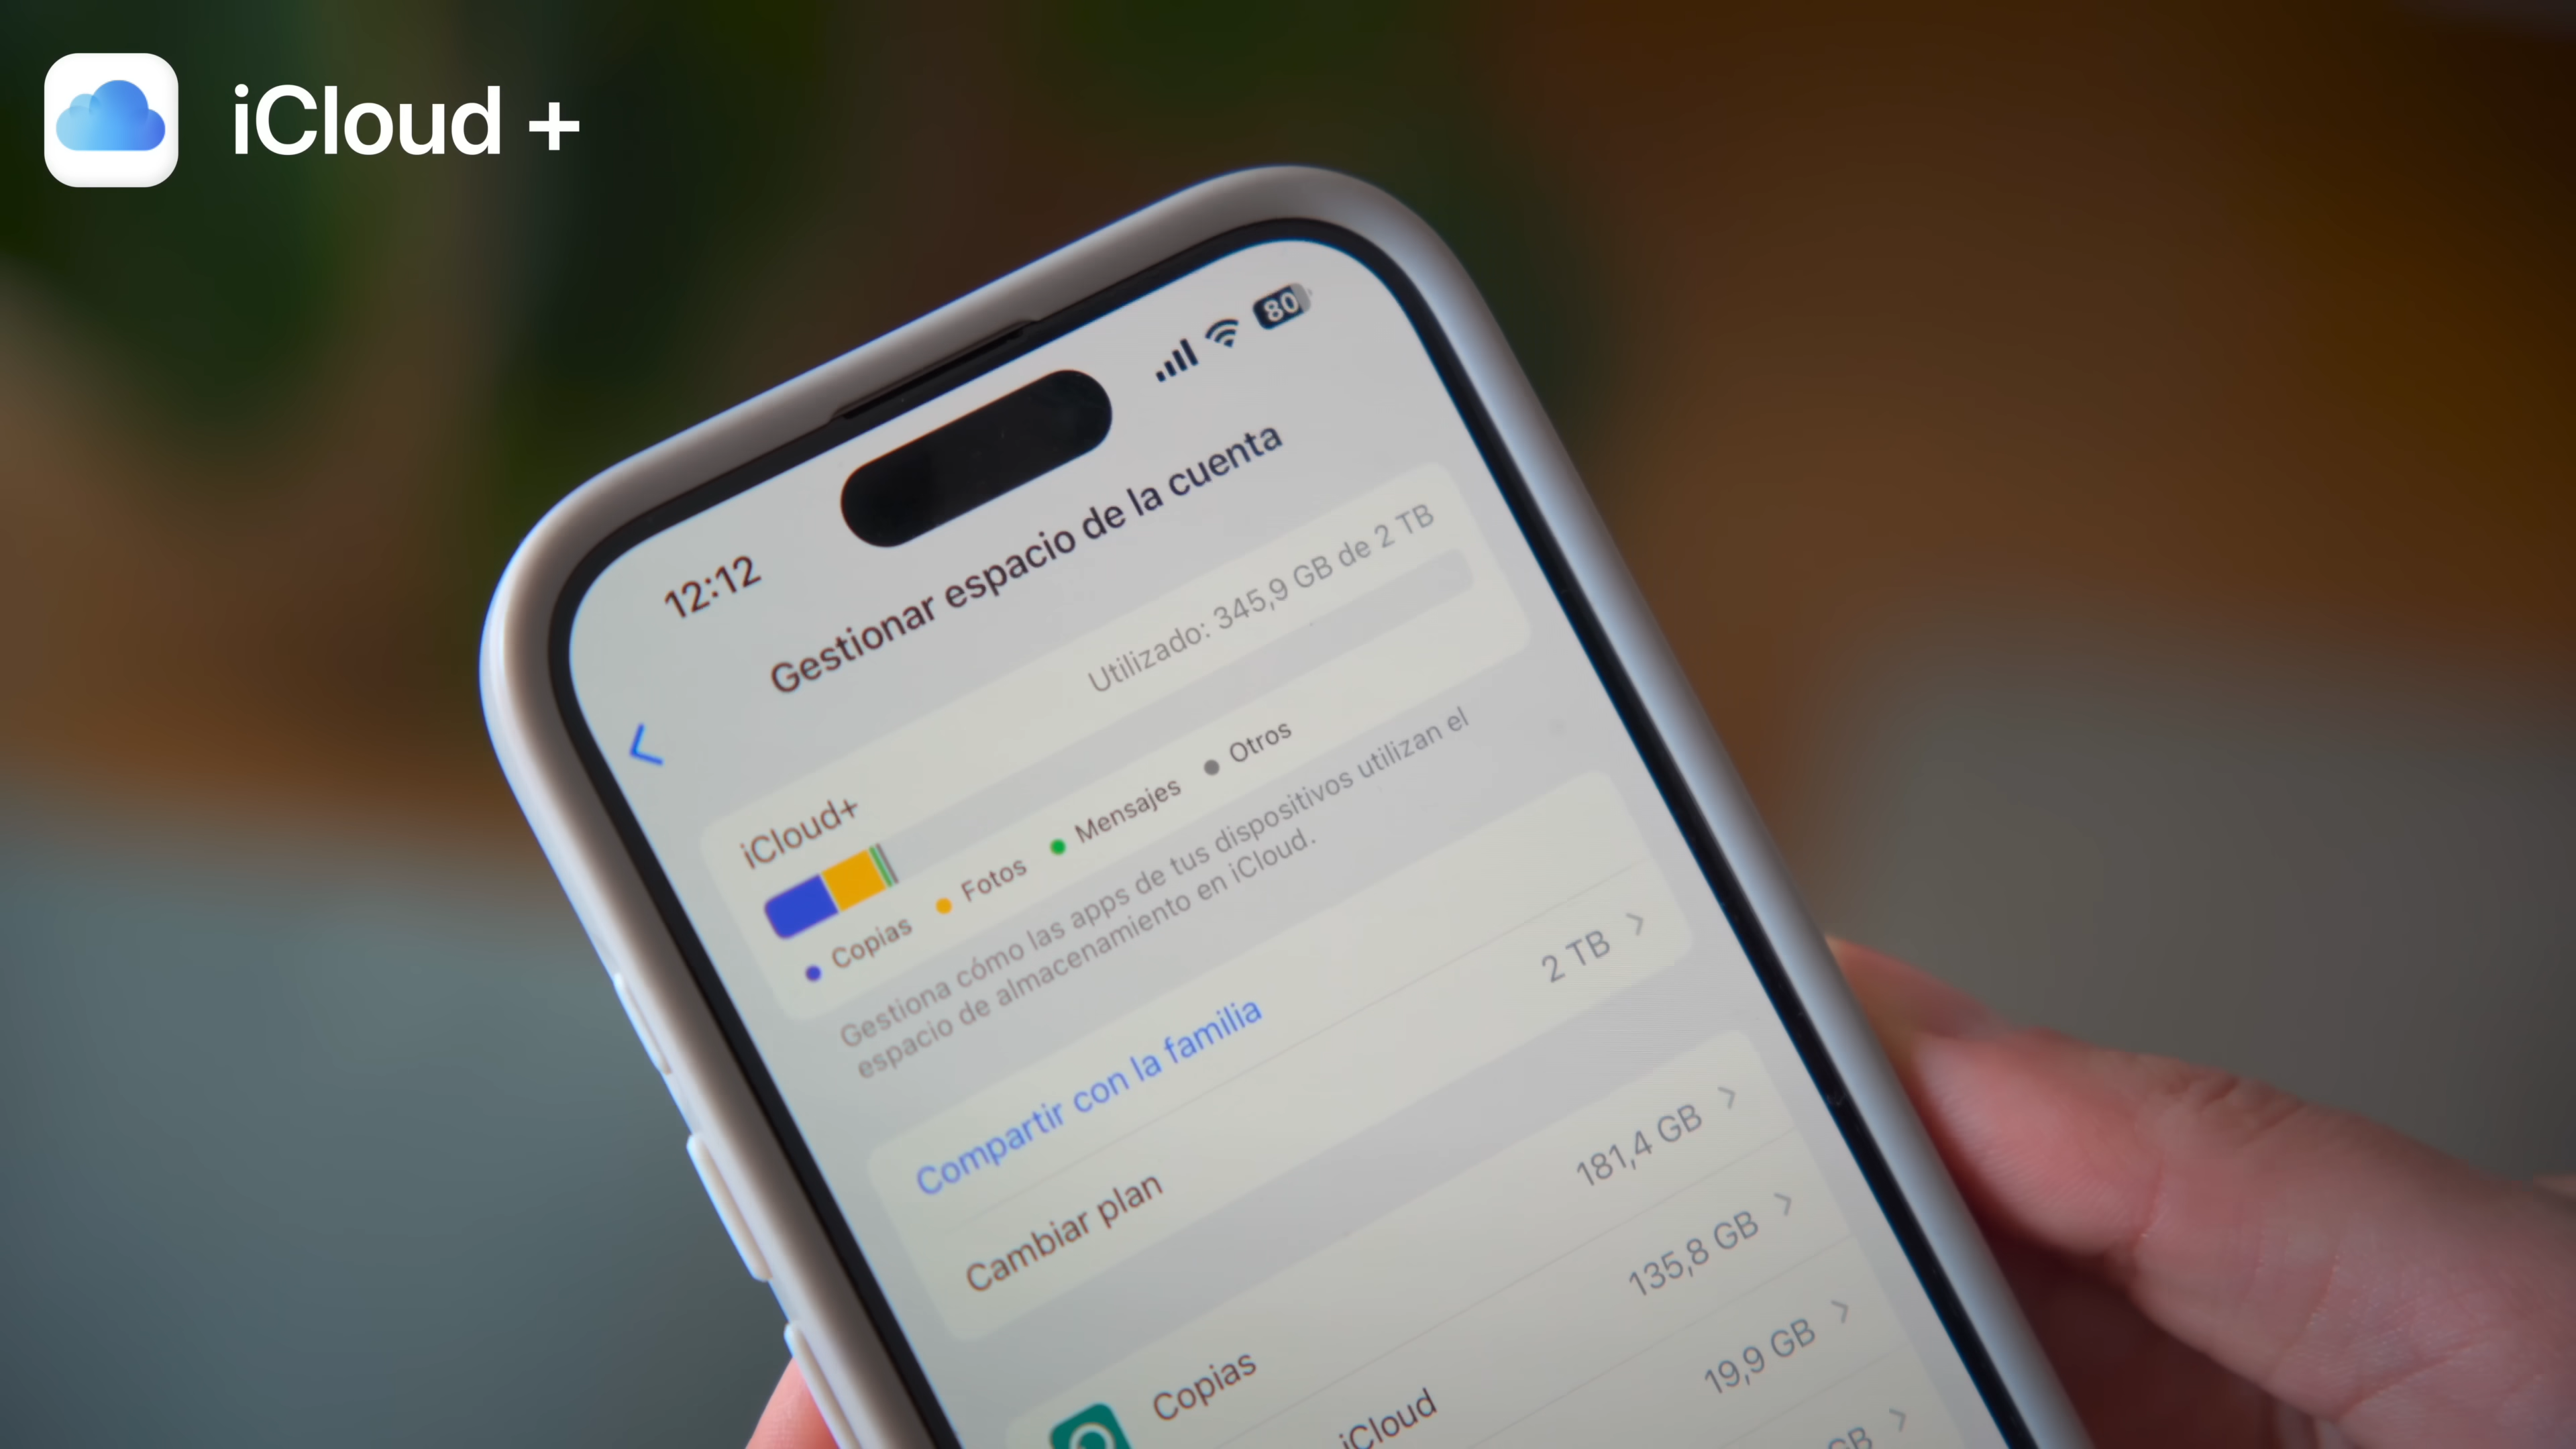 iCloud +
12:12
80
Gestionar espacio de la cuenta
iCloud+
Utilizado: 345,9 GB de 2 TB
Copias
Fotos
Mensajes
Otros
Gestiona cómo las apps de tus dispositivos utilizan el
espacio de almacenamiento en iCloud.
Compartir con la familia
Cambiar plan
2 TB
Copias
181,4 GB
iCloud
135,8 GB
19,9 GB
GB